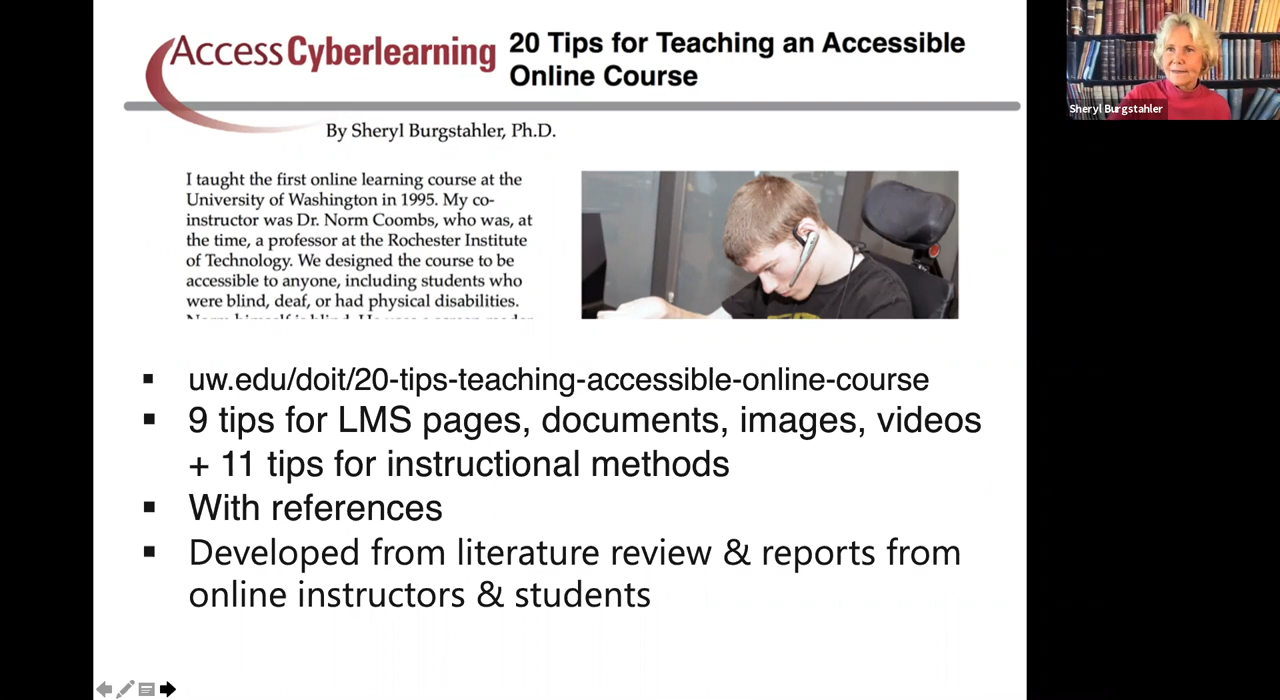 AccessCyberlearning
20 Tips for Teaching an Accessible
Online Course
By Sheryl Burgstahler, Ph.D.
I taught the first online learning course at the
University of Washington in 1995. My co-
instructor was Dr. Norm Coombs, who was, at
the time, a professor at the Rochester Institute
of Technology. We designed the course to be
accessible to anyone, including students who
were blind, deaf, or had physical disabilities.
▪ uw.edu/doit/20-tips-teaching-accessible-online-course
▪ 9 tips for LMS pages, documents, images, videos
+ 11 tips for instructional methods
▪ With references
▪ Developed from literature review & reports from
online instructors & students
Sheryl Burgstahler